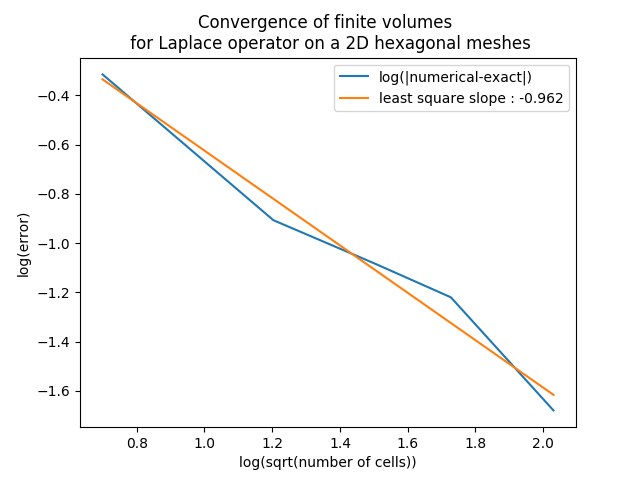 Convergence of finite volumes
for Laplace operator on a 2D hexagonal meshes
log(|numerical-exact|)
least square slope : -0.962
log(error)
−0.4
−0.6
−0.8
−1.0
−1.2
−1.4
−1.6
0.8 1.0 1.2 1.4 1.6 1.8 2.0
log(sqrt(number of cells))